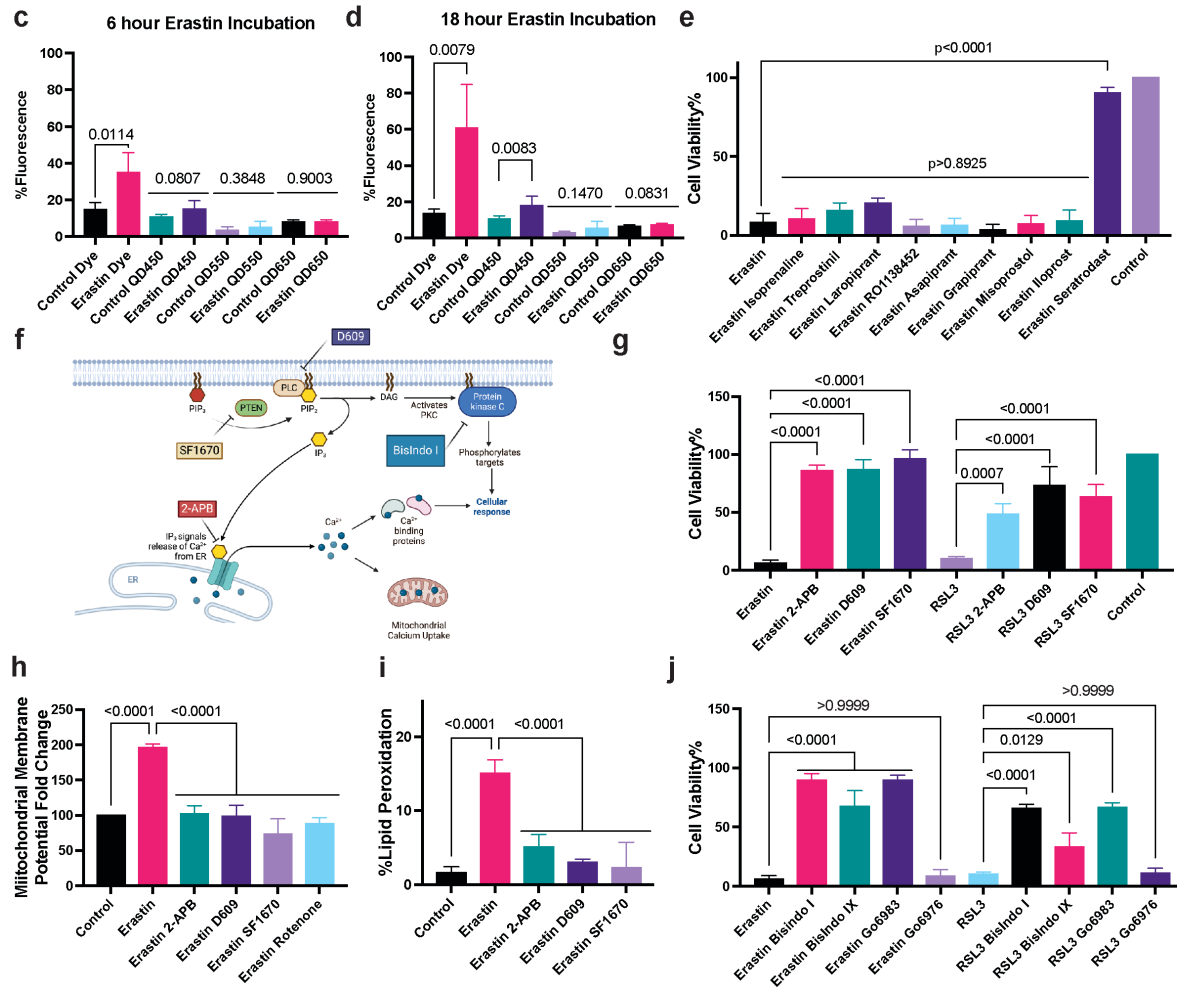 c
6 hour Erastin Incubation
%Fluorescence
100
80
60
40
20
0
0.0114
0.0807
0.3848
0.9003
Control Dye
Erastin Dye
Control QD450
Erastin QD450
Control QD550
Erastin QD550
Control QD650
Erastin QD650
d
18 hour Erastin Incubation
%Fluorescence
100
80
60
40
20
0
0.0079
0.0083
0.1470
0.0831
Control Dye
Erastin Dye
Control QD450
Erastin QD450
Control QD550
Erastin QD550
Control QD650
Erastin QD650
e
Cell Viability%
100
50
0
p<0.0001
p>0.8925
Erastin
Erastin Isoprenaline
Erastin Treprostinil
Erastin Laropiprant
Erastin RO1138452
Erastin Asapiprant
Erastin Grapiprant
Erastin Misoprostol
Erastin Iloprost
Erastin Seratrodast
Control
f
D609
PLC
PIP₃
PTEN
PIP₂
DAG
Activates
PKC
Protein
kinase C
SF1670
IP₃
BisIndo I
Phosphorylates
targets
2-APB
Cellular
response
IP₃ signals
release of Ca²⁺
from ER
Ca²⁺
Ca²⁺
binding
proteins
ER
Mitochondrial
Calcium Uptake
g
Cell Viability%
150
100
50
0
<0.0001
<0.0001
<0.0001
<0.0001
<0.0001
0.0007
Erastin
Erastin 2-APB
Erastin D609
Erastin SF1670
RSL3
RSL3 2-APB
RSL3 D609
RSL3 SF1670
Control
h
Miitochondrial Membrane
Potential Fold Change
250
200
150
100
50
0
<0.0001
<0.0001
Control
Erastin
Erastin 2-APB
Erastin D609
Erastin SF1670
Erastin Rotenone
i
%Lipid Peroxidation
20
10
0
<0.0001
<0.0001
Control
Erastin
Erastin 2-APB
Erastin D609
Erastin SF1670
j
Cell Viability%
150
100
50
0
>0.9999
<0.0001
>0.9999
<0.0001
0.0129
<0.0001
Erastin
Erastin BisIndo I
Erastin BisIndo IX
Erastin Go6983
Erastin Go6976
RSL3
RSL3 BisIndo I
RSL3 BisIndo IX
RSL3 Go6983
RSL3 Go6976